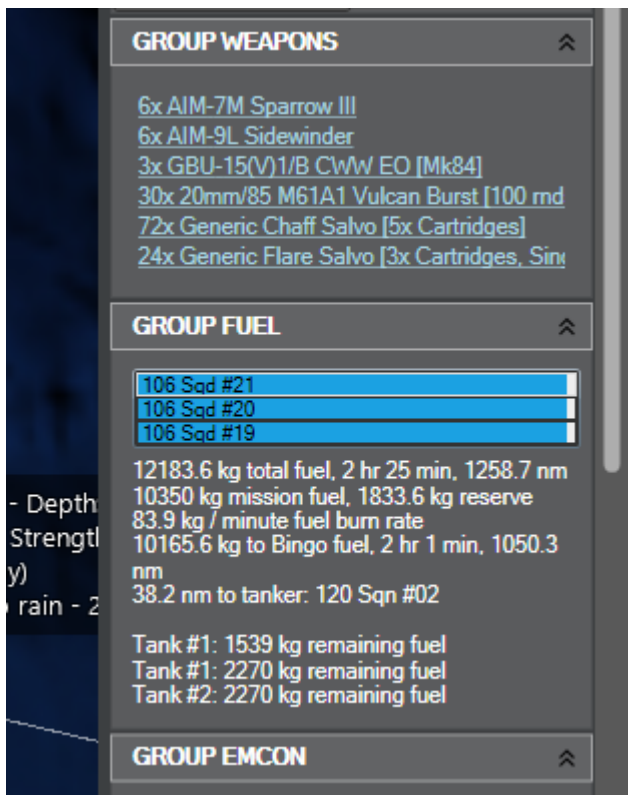 GROUP WEAPONS
6x AIM-7M Sparrow III
6x AIM-9L Sidewinder
3x GBU-15(V)1/B CWW EO [Mk84]
30x 20mm/85 M61A1 Vulcan Burst [100 rnd
72x Generic Chaff Salvo [5x Cartridges]
24x Generic Flare Salvo [3x Cartridges,
GROUP FUEL
106 Sqd #21
106 Sqd #20
106 Sqd #19
12183.6 kg total fuel, 2 hr 25 min, 1258.7 nm
10350 kg mission fuel, 1833.6 kg reserve
83.9 kg / minute fuel burn rate
10165.6 kg to Bingo fuel, 2 hr 1 min, 1050.3
nm
38.2 nm to tanker: 120 Sqn #02
Tank #1: 1539 kg remaining fuel
Tank #1: 2270 kg remaining fuel
Tank #2: 2270 kg remaining fuel
GROUP EMCON
- Depth
Strengt
y)
rain - 2